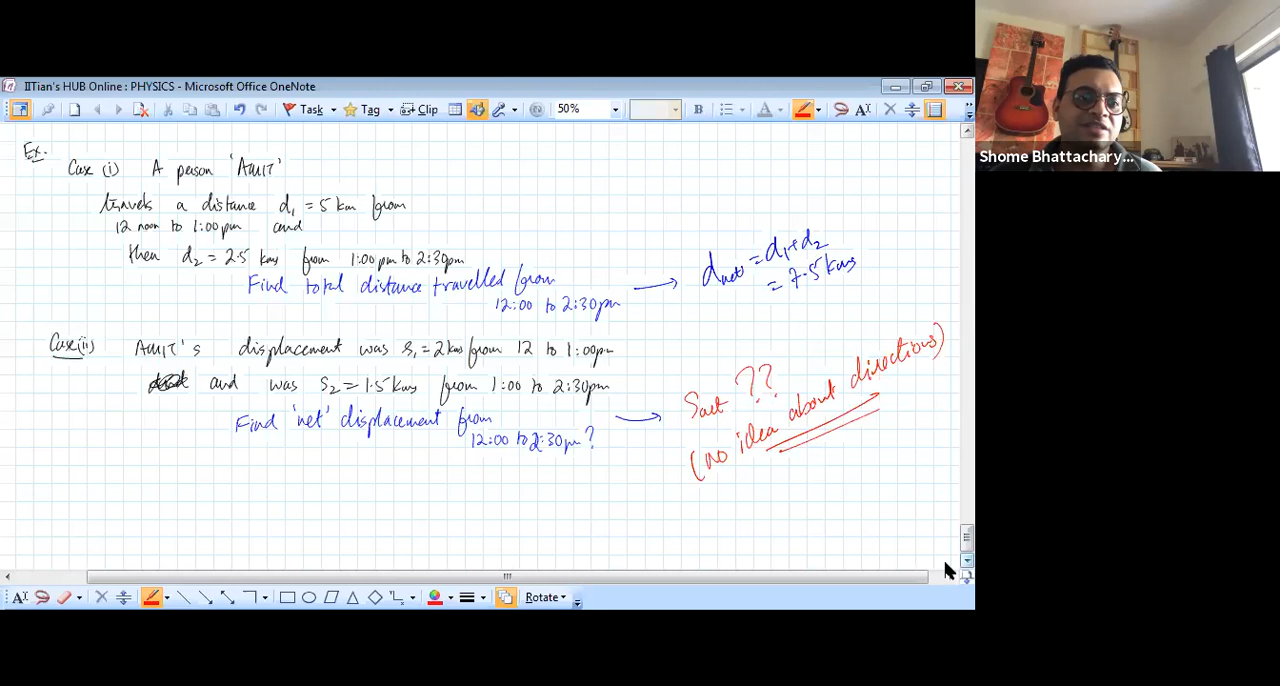 IITian's HUB Online : PHYSICS - Microsoft Office OneNote
Task Tag Clip 50% B A
Ex.
Case (i) A person 'AMIT'
travels a distance d₁ = 5 km from
12 noon to 1:00pm and
then d₂ = 2.5 kms from 1:00pm to 2:30pm
Find total distance travelled from
12:00 to 2:30pm
dnet = d₁+d₂
= 7.5 kms
Case (ii) AMIT's displacement was s₁ = 2 kms from 12 to 1:00pm
and was s₂ = 1.5 kms from 1:00 to 2:30pm
Find 'net' displacement from
12:00 to 2:30pm ?
Snet ??
(no idea about directions)
Rotate
Shome Bhattachary...